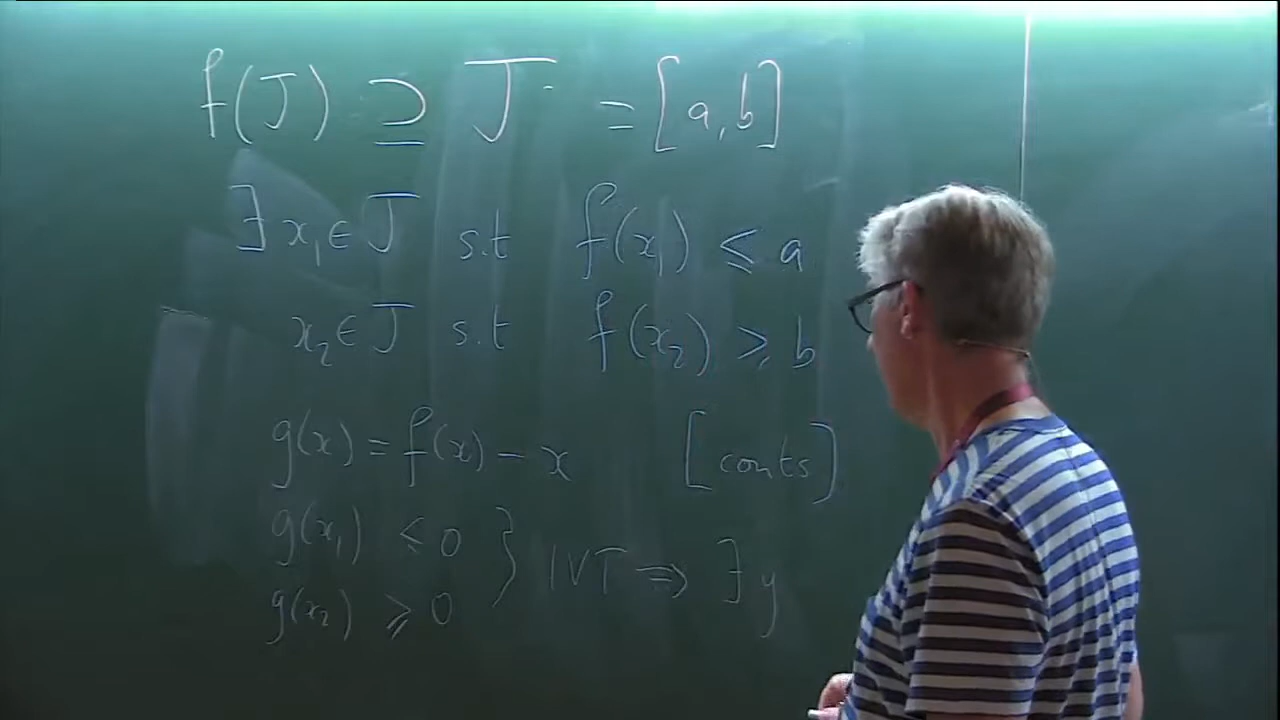 f(J) ⊇ J = [a,b]
∃ x₁ ∈ J s.t f(x₁) ≤ a
x₂ ∈ J s.t f(x₂) ≥ b
g(x) = f(x) - x [conts]
g(x₁) ≤ 0
g(x₂) ≥ 0 } IVT ⇒ ∃ y